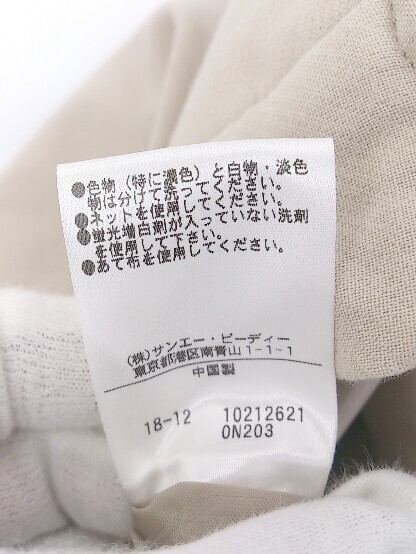 ●色物（特に濃色）と白物・淡色
物は分けて洗ってください。
●ネットを使用してください。
●蛍光増白剤が入っていない洗剤
を使用して下さい。
●あて布を使用してください。
(株)サンエー・ビーディー
東京都港区南青山1-1-1
中国製
18-12 10212621
0N203